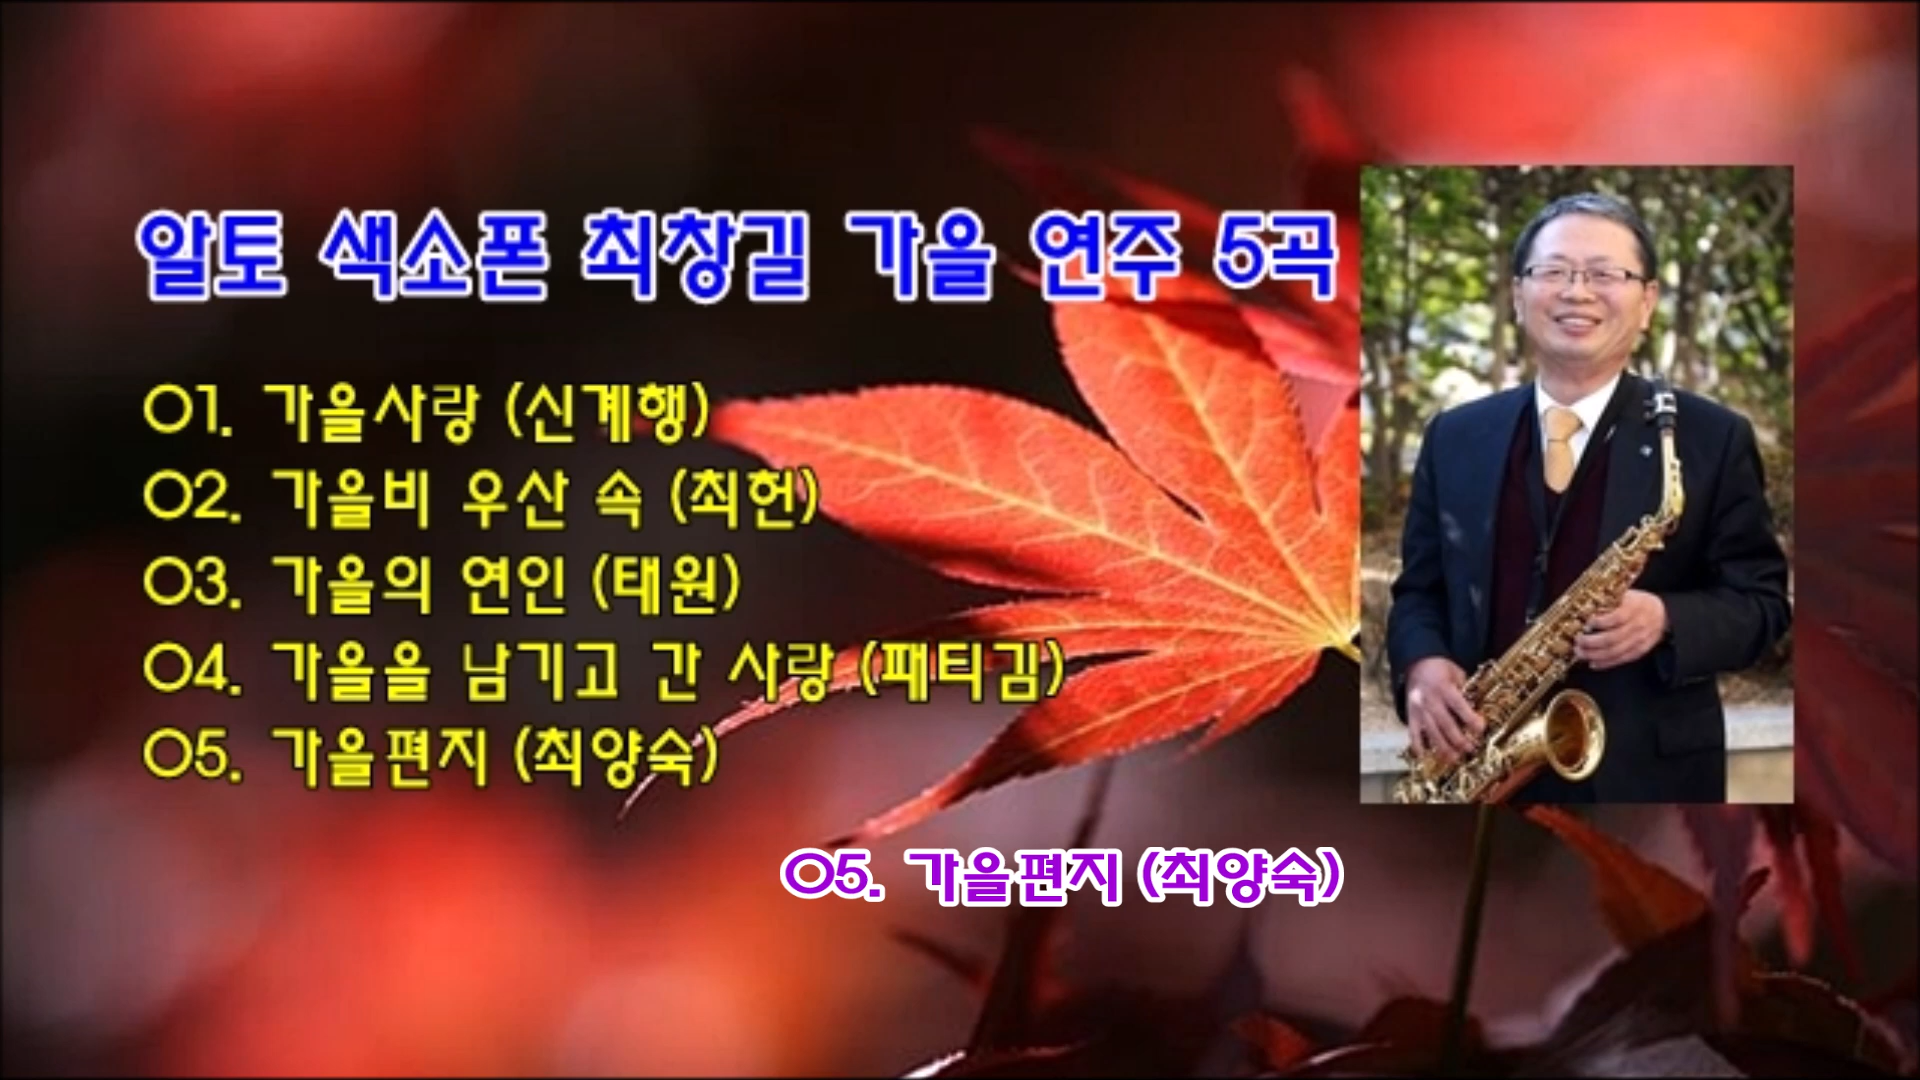 알토 색소폰 최창길 가을 연주 5곡
01. 가을사랑 (신계행)
02. 가을비 우산 속 (최헌)
03. 가을의 연인 (태원)
04. 가을을 남기고 간 사랑 (패티김)
05. 가을편지 (최양숙)
05. 가을편지 (최양숙)